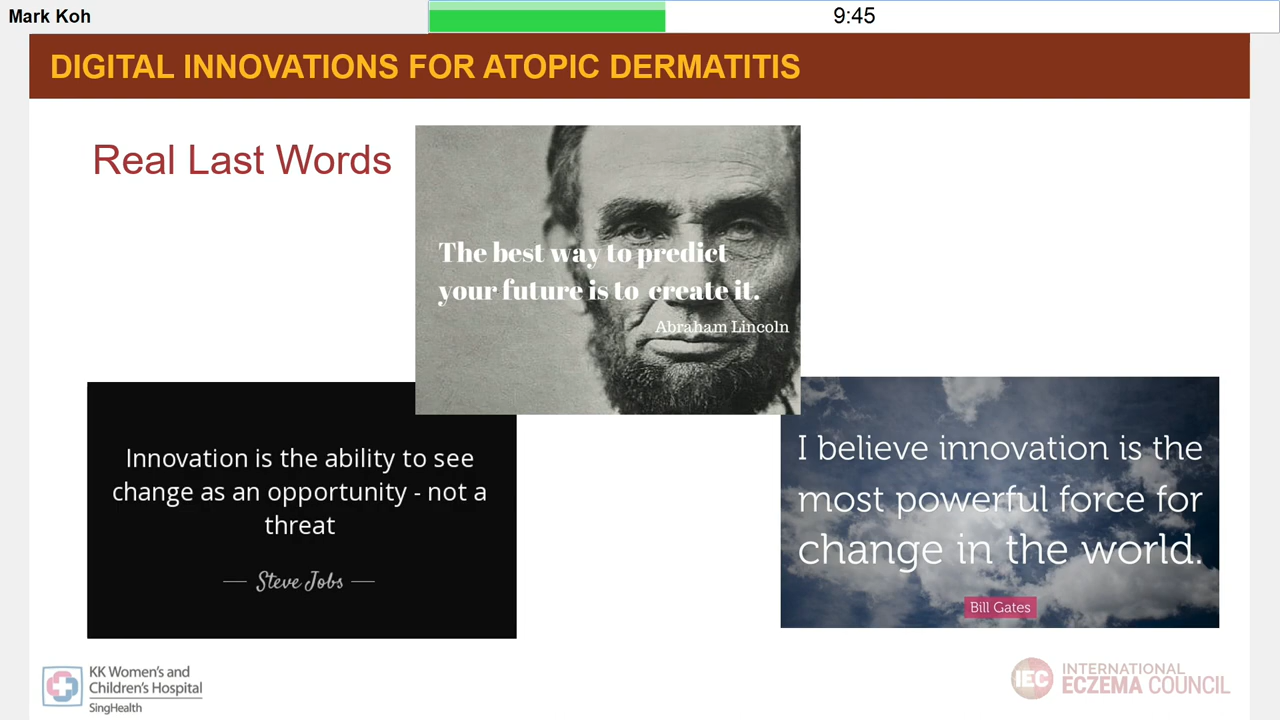 Mark Koh
9:45
DIGITAL INNOVATIONS FOR ATOPIC DERMATITIS
Real Last Words
The best way to predict
your future is to create it.
Abraham Lincoln
Innovation is the ability to see
change as an opportunity - not a
threat
Steve Jobs
I believe innovation is the
most powerful force for
change in the world.
Bill Gates
KK Women's and
Children's Hospital
SingHealth
IEC
INTERNATIONAL
ECZEMA COUNCIL